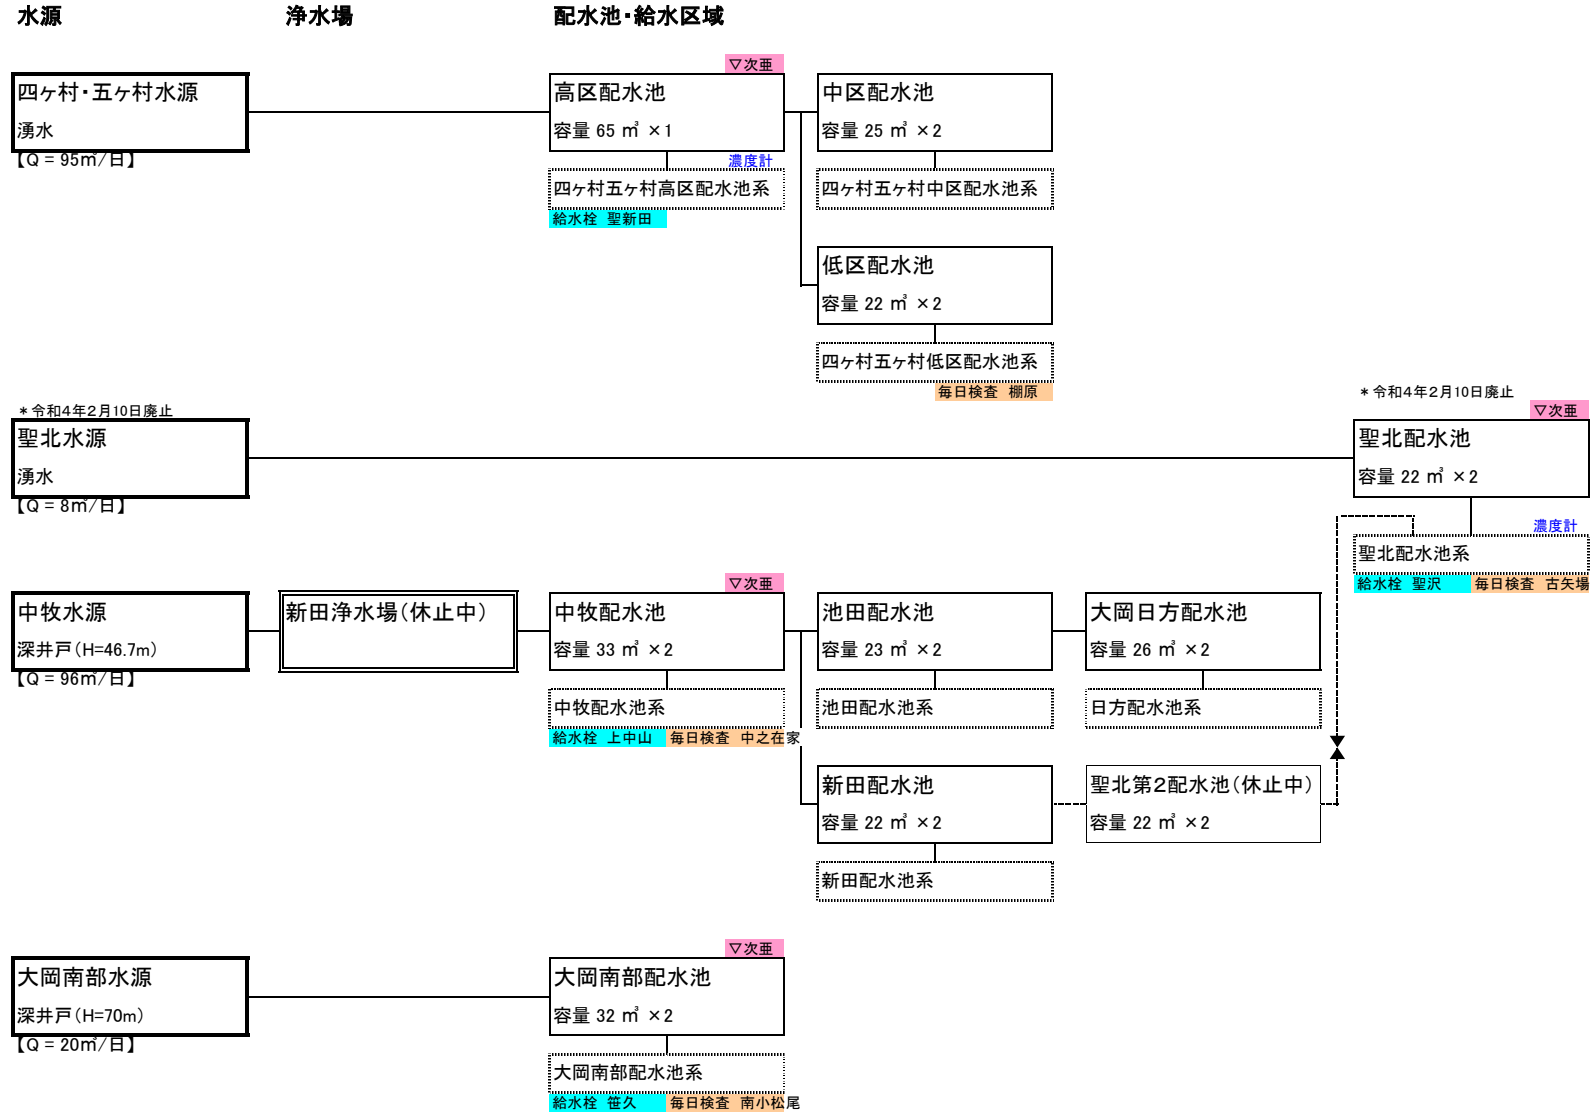 水源
浄水場
配水池・給水区域
▽次亜
四ヶ村・五ヶ村水源
湧水
【Q = 95㎥/日】
高区配水池
容量 65 ㎥ ×1
濃度計
四ヶ村五ヶ村高区配水池系
給水栓 聖新田
中区配水池
容量 25 ㎥ ×2
四ヶ村五ヶ村中区配水池系
低区配水池
容量 22 ㎥ ×2
四ヶ村五ヶ村低区配水池系
毎日検査 棚原
＊令和4年2月10日廃止
聖北水源
湧水
【Q = 8㎥/日】
＊令和4年2月10日廃止
▽次亜
聖北配水池
容量 22 ㎥ ×2
濃度計
聖北配水池系
給水栓 聖沢
毎日検査 古矢場
中牧水源
深井戸(H=46.7m)
【Q = 96㎥/日】
新田浄水場(休止中)
▽次亜
中牧配水池
容量 33 ㎥ ×2
中牧配水池系
給水栓 上中山
毎日検査 中之在家
池田配水池
容量 23 ㎥ ×2
池田配水池系
大岡日方配水池
容量 26 ㎥ ×2
日方配水池系
新田配水池
容量 22 ㎥ ×2
新田配水池系
聖北第2配水池(休止中)
容量 22 ㎥ ×2
大岡南部水源
深井戸(H=70m)
【Q = 20㎥/日】
▽次亜
大岡南部配水池
容量 32 ㎥ ×2
大岡南部配水池系
給水栓 笹久
毎日検査 南小松尾